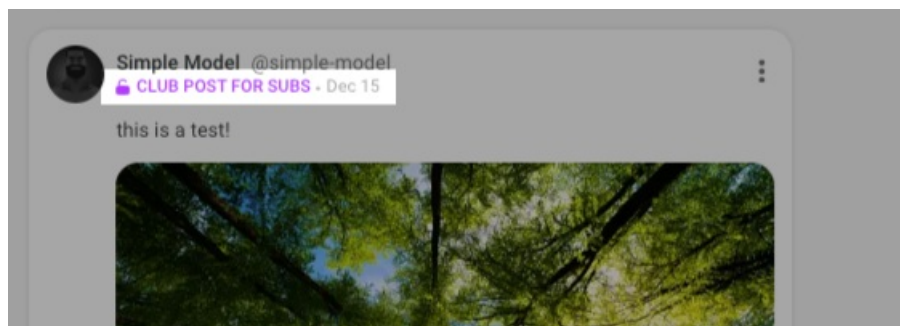 Simple Model @simple-model
CLUB POST FOR SUBS • Dec 15
this is a test!